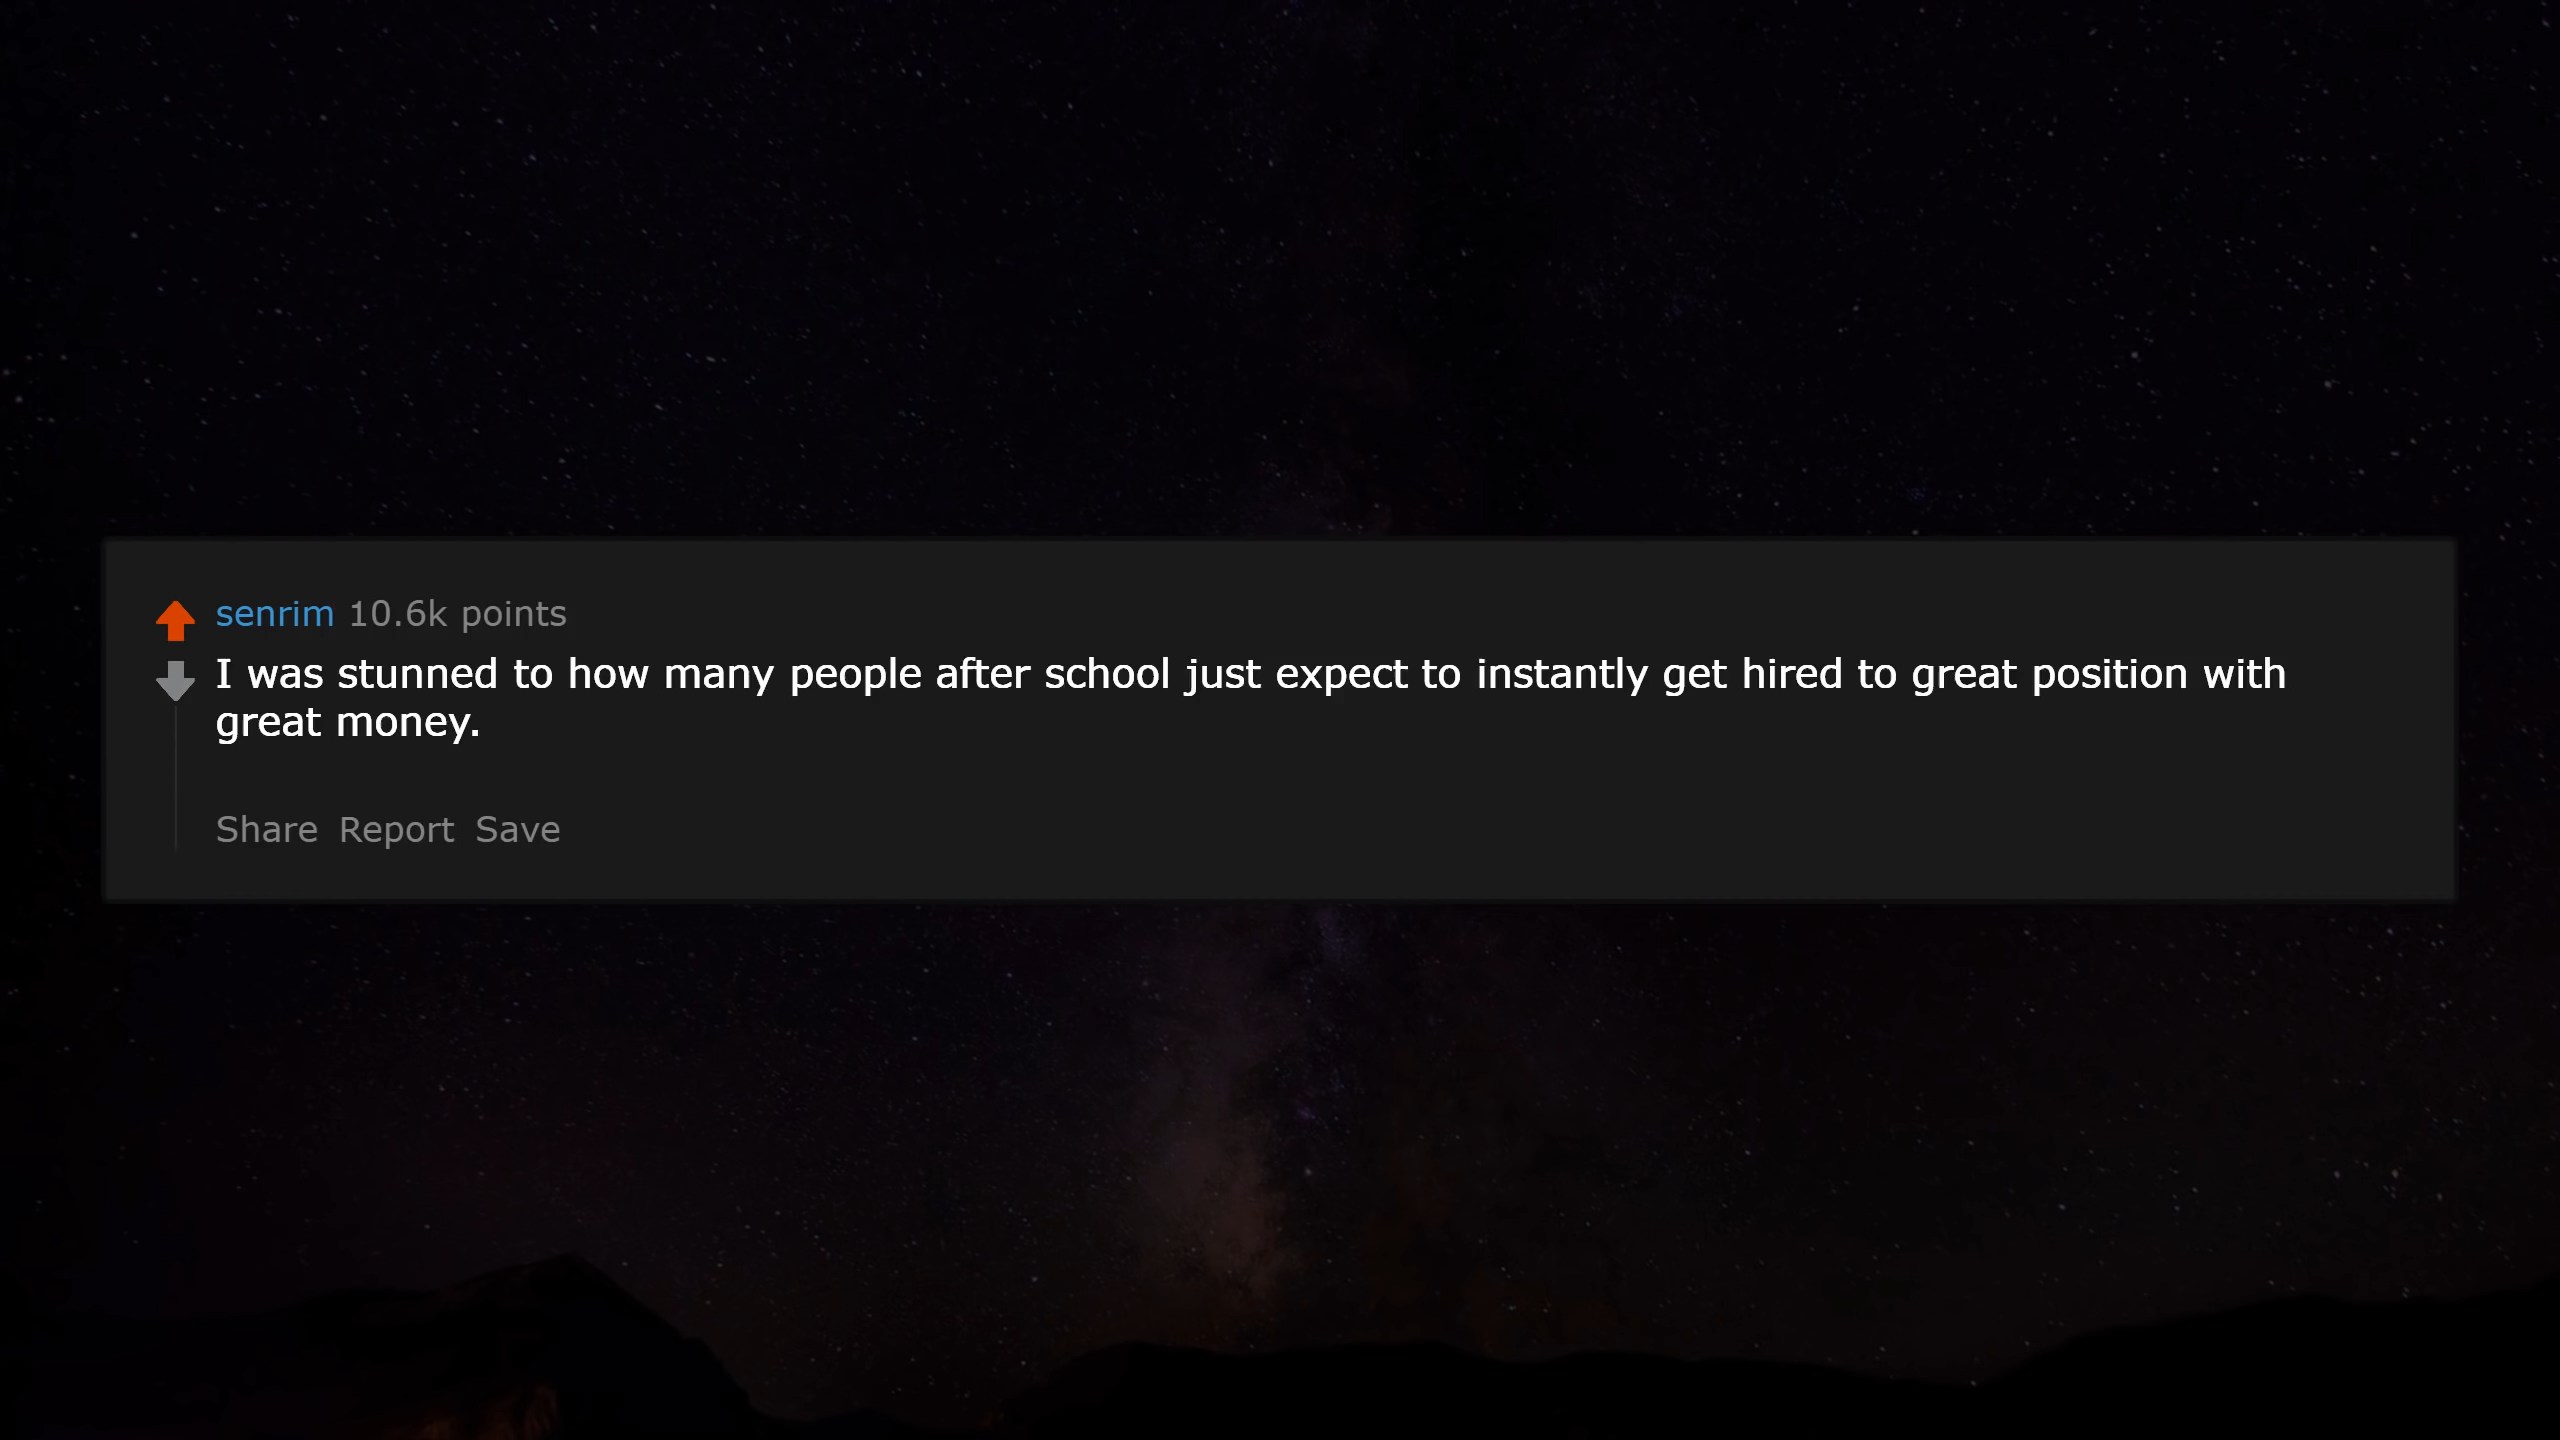 senrim 10.6k points
I was stunned to how many people after school just expect to instantly get hired to great position with
great money.
Share Report Save